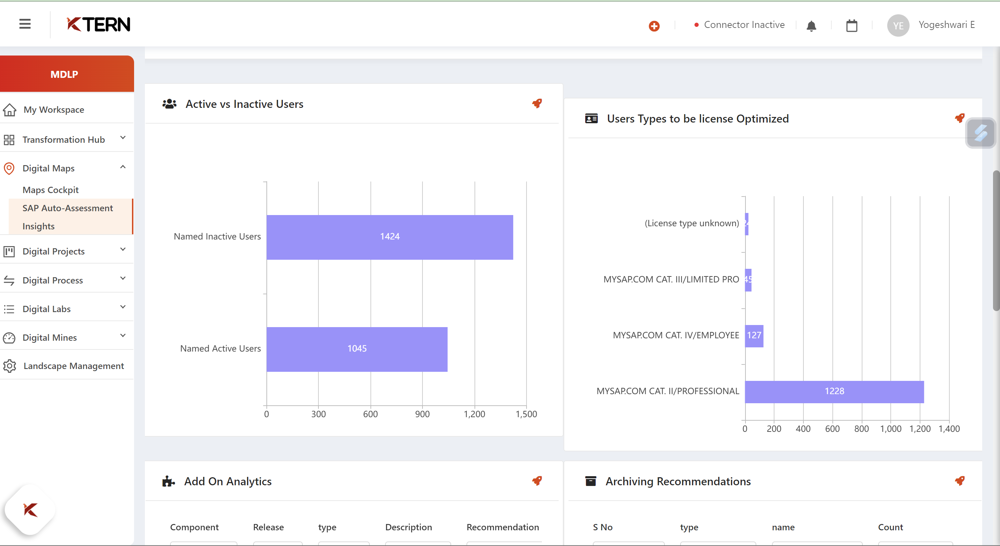 KTERN
Connector Inactive
YE
Yogeshwari E
MDLP
My Workspace
Transformation Hub
Digital Maps
Maps Cockpit
SAP Auto-Assessment
Insights
Digital Projects
Digital Process
Digital Labs
Digital Mines
Landscape Management
Active vs Inactive Users
Named Inactive Users
1424
Named Active Users
1045
0 300 600 900 1,200 1,500
Users Types to be license Optimized
(License type unknown)
24
MYSAP.COM CAT. III/LIMITED PRO
45
MYSAP.COM CAT. IV/EMPLOYEE
127
MYSAP.COM CAT. II/PROFESSIONAL
1228
0 200 400 600 800 1,000 1,200 1,400
Add On Analytics
Component Release type Description Recommendation
Archiving Recommendations
S No type name Count